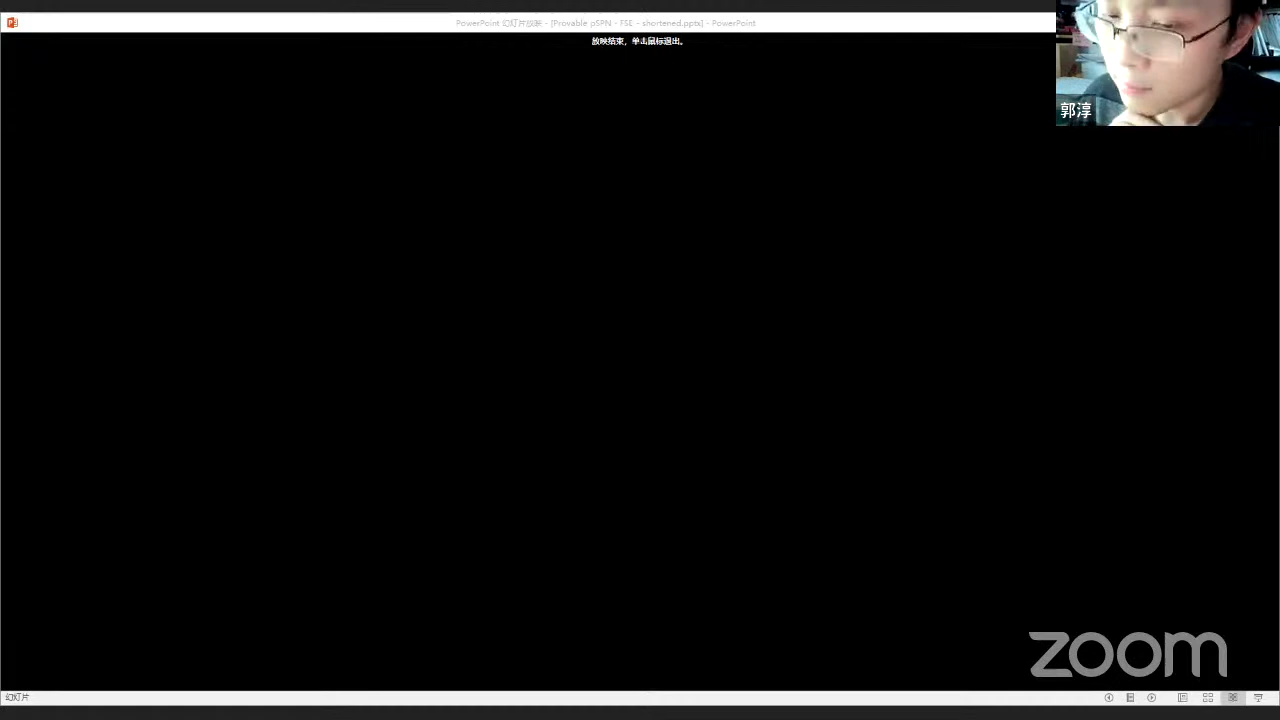 PowerPoint 幻灯片放映 - [Provable pSPN - FSE - shortened.pptx] - PowerPoint
放映结束，单击鼠标退出。
郭淳
zoom
幻灯片